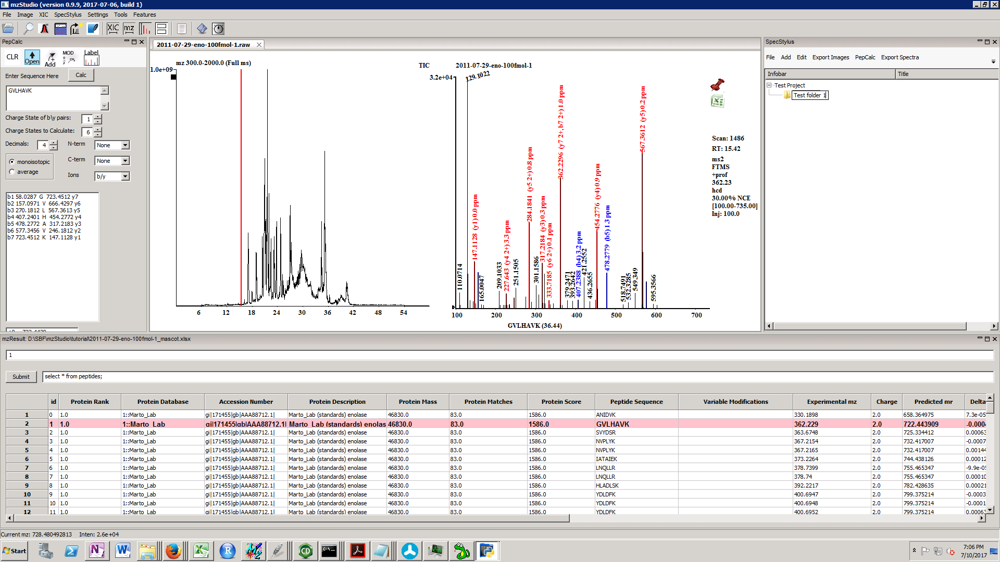 mzStudio (version 0.9.9, 2017-07-06, build 1)
File Image XIC SpecStylus Settings Tools Features
XIC mz
PepCalc
CLR Open Add MOD Label
Enter Sequence Here Calc
GVLHAVK
Charge State of b\y pairs: 1
Charge States to Calculate: 6
Decimals: 4 N-term None
monoisotopic C-term None
average Ions b/y
b1 58.0287 G 723.4512 y7
b2 157.0971 V 666.4297 y6
b3 270.1812 L 567.3613 y5
b4 407.2401 H 454.2772 y4
b5 478.2772 A 317.2183 y3
b6 577.3456 V 246.1812 y2
b7 723.4512 K 147.1128 y1
2011-07-29-eno-100fmol-1.raw
mz 300.0-2000.0 (Full ms) TIC
1.0e+09
6 12 18 24 30 36 42 48 54
2011-07-29-eno-100fmol-1
3.2e+04
110.0714
129.1022
147.1128 (y1) 0.0 ppm
165.0047
209.1033
227.643 (y4 2+) 3.3 ppm
251.1505
284.1841 (y5 2+) 0.8 ppm
301.1586
317.2184 (y3) 0.3 ppm
333.7185 (y6 2+) 0.1 ppm
362.2296 (y7 2+, b7 2+) 1.0 ppm
379.2471
393.2642
407.2388 (b4) 3.2 ppm
421.2552
436.2655
454.2776 (y4) 0.9 ppm
478.2779 (b5) 1.3 ppm
518.7491
532.3285
549.349
567.3612 (y5) 0.2 ppm
595.3566
100 200 300 400 500 600 700
GVLHAVK (36.44)
Scan: 1486
RT: 15.42
ms2
FTMS
+prof
362.23
hcd
30.00% NCE
[100.00-735.00]
Inj: 100.0
SpecStylus
File Add Edit Export Images PepCalc Export Spectra
Infobar Title
Test Project
Test folder 1
mzResult: D:\SBF\mzStudio\tutorial\2011-07-29-eno-100fmol-1_mascot.xlsx
1
Submit select * from peptides;
id Protein Rank Protein Database Accession Number Protein Description Protein Mass Protein Matches Protein Score Peptide Sequence Variable Modifications Experimental mz Charge Predicted mr Delta
1 0 1.0 1::Marto_Lab gi|171455|gb|AAA88712.1| Marto_Lab (standards) enolase 46830.0 83.0 1586.0 ANIDVK 330.1898 2.0 658.364975 7.3e-05
2 1 1.0 1::Marto_Lab gi|171455|gb|AAA88712.1| Marto_Lab (standards) enolas 46830.0 83.0 1586.0 GVLHAVK 362.229 2.0 722.443909 -0.0004
3 2 1.0 1::Marto_Lab gi|171455|gb|AAA88712.1| Marto_Lab (standards) enolase 46830.0 83.0 1586.0 SVYDSR 363.6748 2.0 725.334412 0.00063
4 3 1.0 1::Marto_Lab gi|171455|gb|AAA88712.1| Marto_Lab (standards) enolase 46830.0 83.0 1586.0 NVPLYK 367.2154 2.0 732.417007 -0.0007
5 4 1.0 1::Marto_Lab gi|171455|gb|AAA88712.1| Marto_Lab (standards) enolase 46830.0 83.0 1586.0 NVPLYK 367.2165 2.0 732.417007 0.00144
6 5 1.0 1::Marto_Lab gi|171455|gb|AAA88712.1| Marto_Lab (standards) enolase 46830.0 83.0 1586.0 IATAIEK 373.2264 2.0 744.438126 0.00012
7 6 1.0 1::Marto_Lab gi|171455|gb|AAA88712.1| Marto_Lab (standards) enolase 46830.0 83.0 1586.0 LNQLLR 378.7399 2.0 755.465347 -9.9e-05
8 7 1.0 1::Marto_Lab gi|171455|gb|AAA88712.1| Marto_Lab (standards) enolase 46830.0 83.0 1586.0 LNQLLR 378.74 2.0 755.465347 0.00010
9 8 1.0 1::Marto_Lab gi|171455|gb|AAA88712.1| Marto_Lab (standards) enolase 46830.0 83.0 1586.0 HLADLSK 392.2217 2.0 782.428635 0.00021
10 9 1.0 1::Marto_Lab gi|171455|gb|AAA88712.1| Marto_Lab (standards) enolase 46830.0 83.0 1586.0 YDLDFK 400.6947 2.0 799.375214 -0.0003
11 10 1.0 1::Marto_Lab gi|171455|gb|AAA88712.1| Marto_Lab (standards) enolase 46830.0 83.0 1586.0 YDLDFK 400.6948 2.0 799.375214 -0.0001
12 11 1.0 1::Marto_Lab gi|171455|gb|AAA88712.1| Marto_Lab (standards) enolase 46830.0 83.0 1586.0 YDLDFK 400.6952 2.0 799.375214 0.00063
Current mz: 728.480492813 Inten: 2.6e+04
Start
7:06 PM
7/10/2017